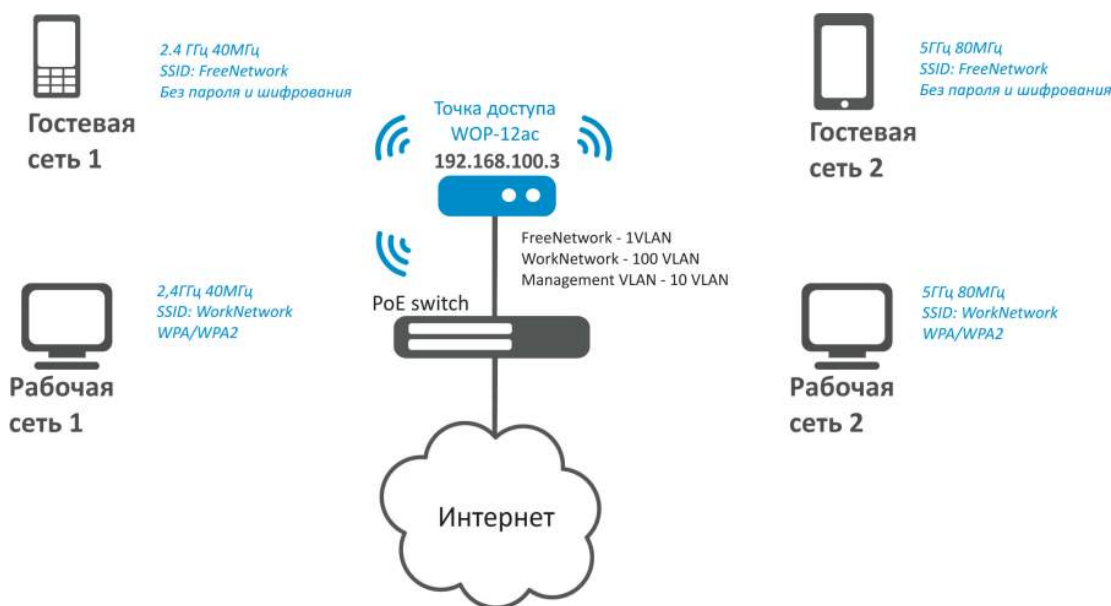 2.4 ГГц 40МГц
SSID: FreeNetwork
Без пароля и шифрования
Гостевая
сеть 1
Точка доступа
WOP-12ac
192.168.100.3
5ГГц 80МГц
SSID: FreeNetwork
Без пароля и шифрования
Гостевая
сеть 2
FreeNetwork - 1VLAN
WorkNetwork - 100 VLAN
Management VLAN - 10 VLAN
2,4ГГц 40МГц
SSID: WorkNetwork
WPA/WPA2
Рабочая
сеть 1
PoE switch
5ГГц 80МГц
SSID: WorkNetwork
WPA/WPA2
Рабочая
сеть 2
Интернет